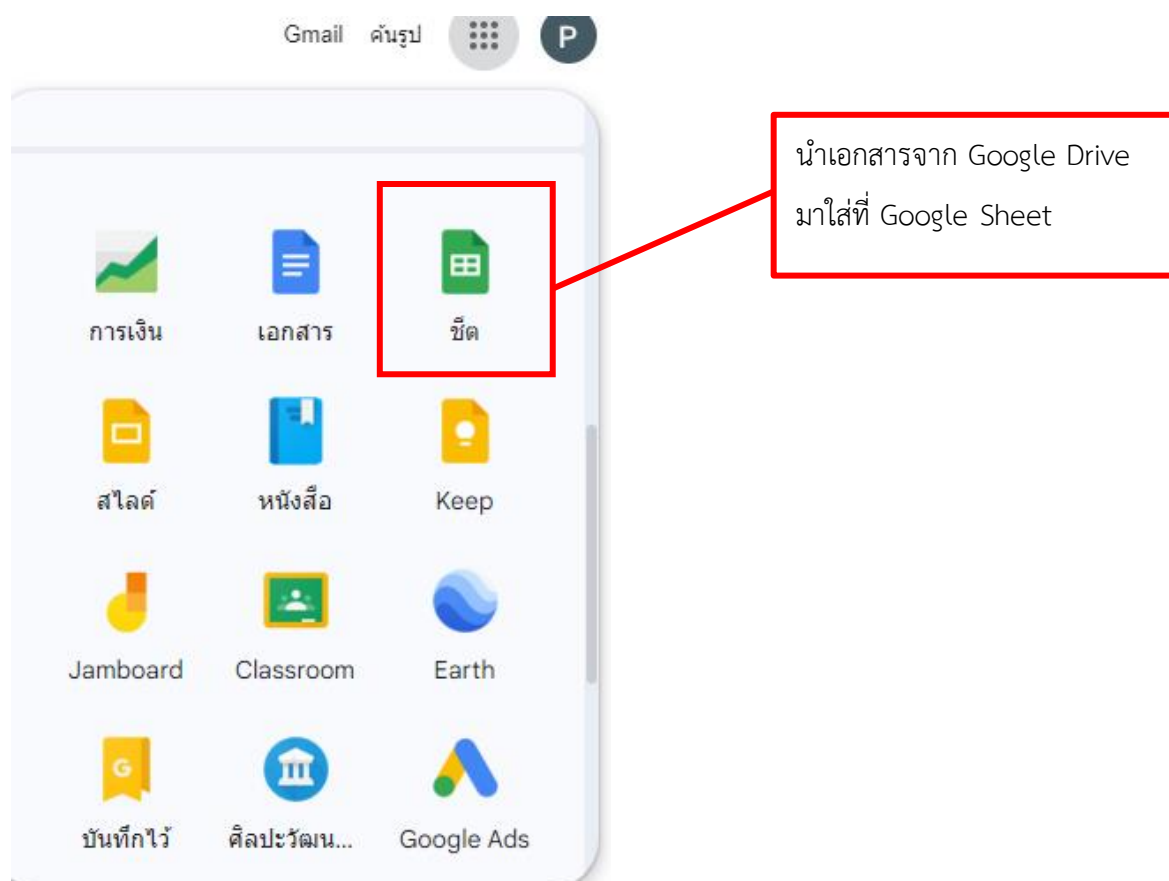 Gmail ค้นรูป
P
นำเอกสารจาก Google Drive
มาใส่ที่ Google Sheet
การเงิน เอกสาร ชีต
สไลด์ หนังสือ Keep
Jamboard Classroom Earth
G
บันทึกไว้ ศิลปะวัฒน... Google Ads